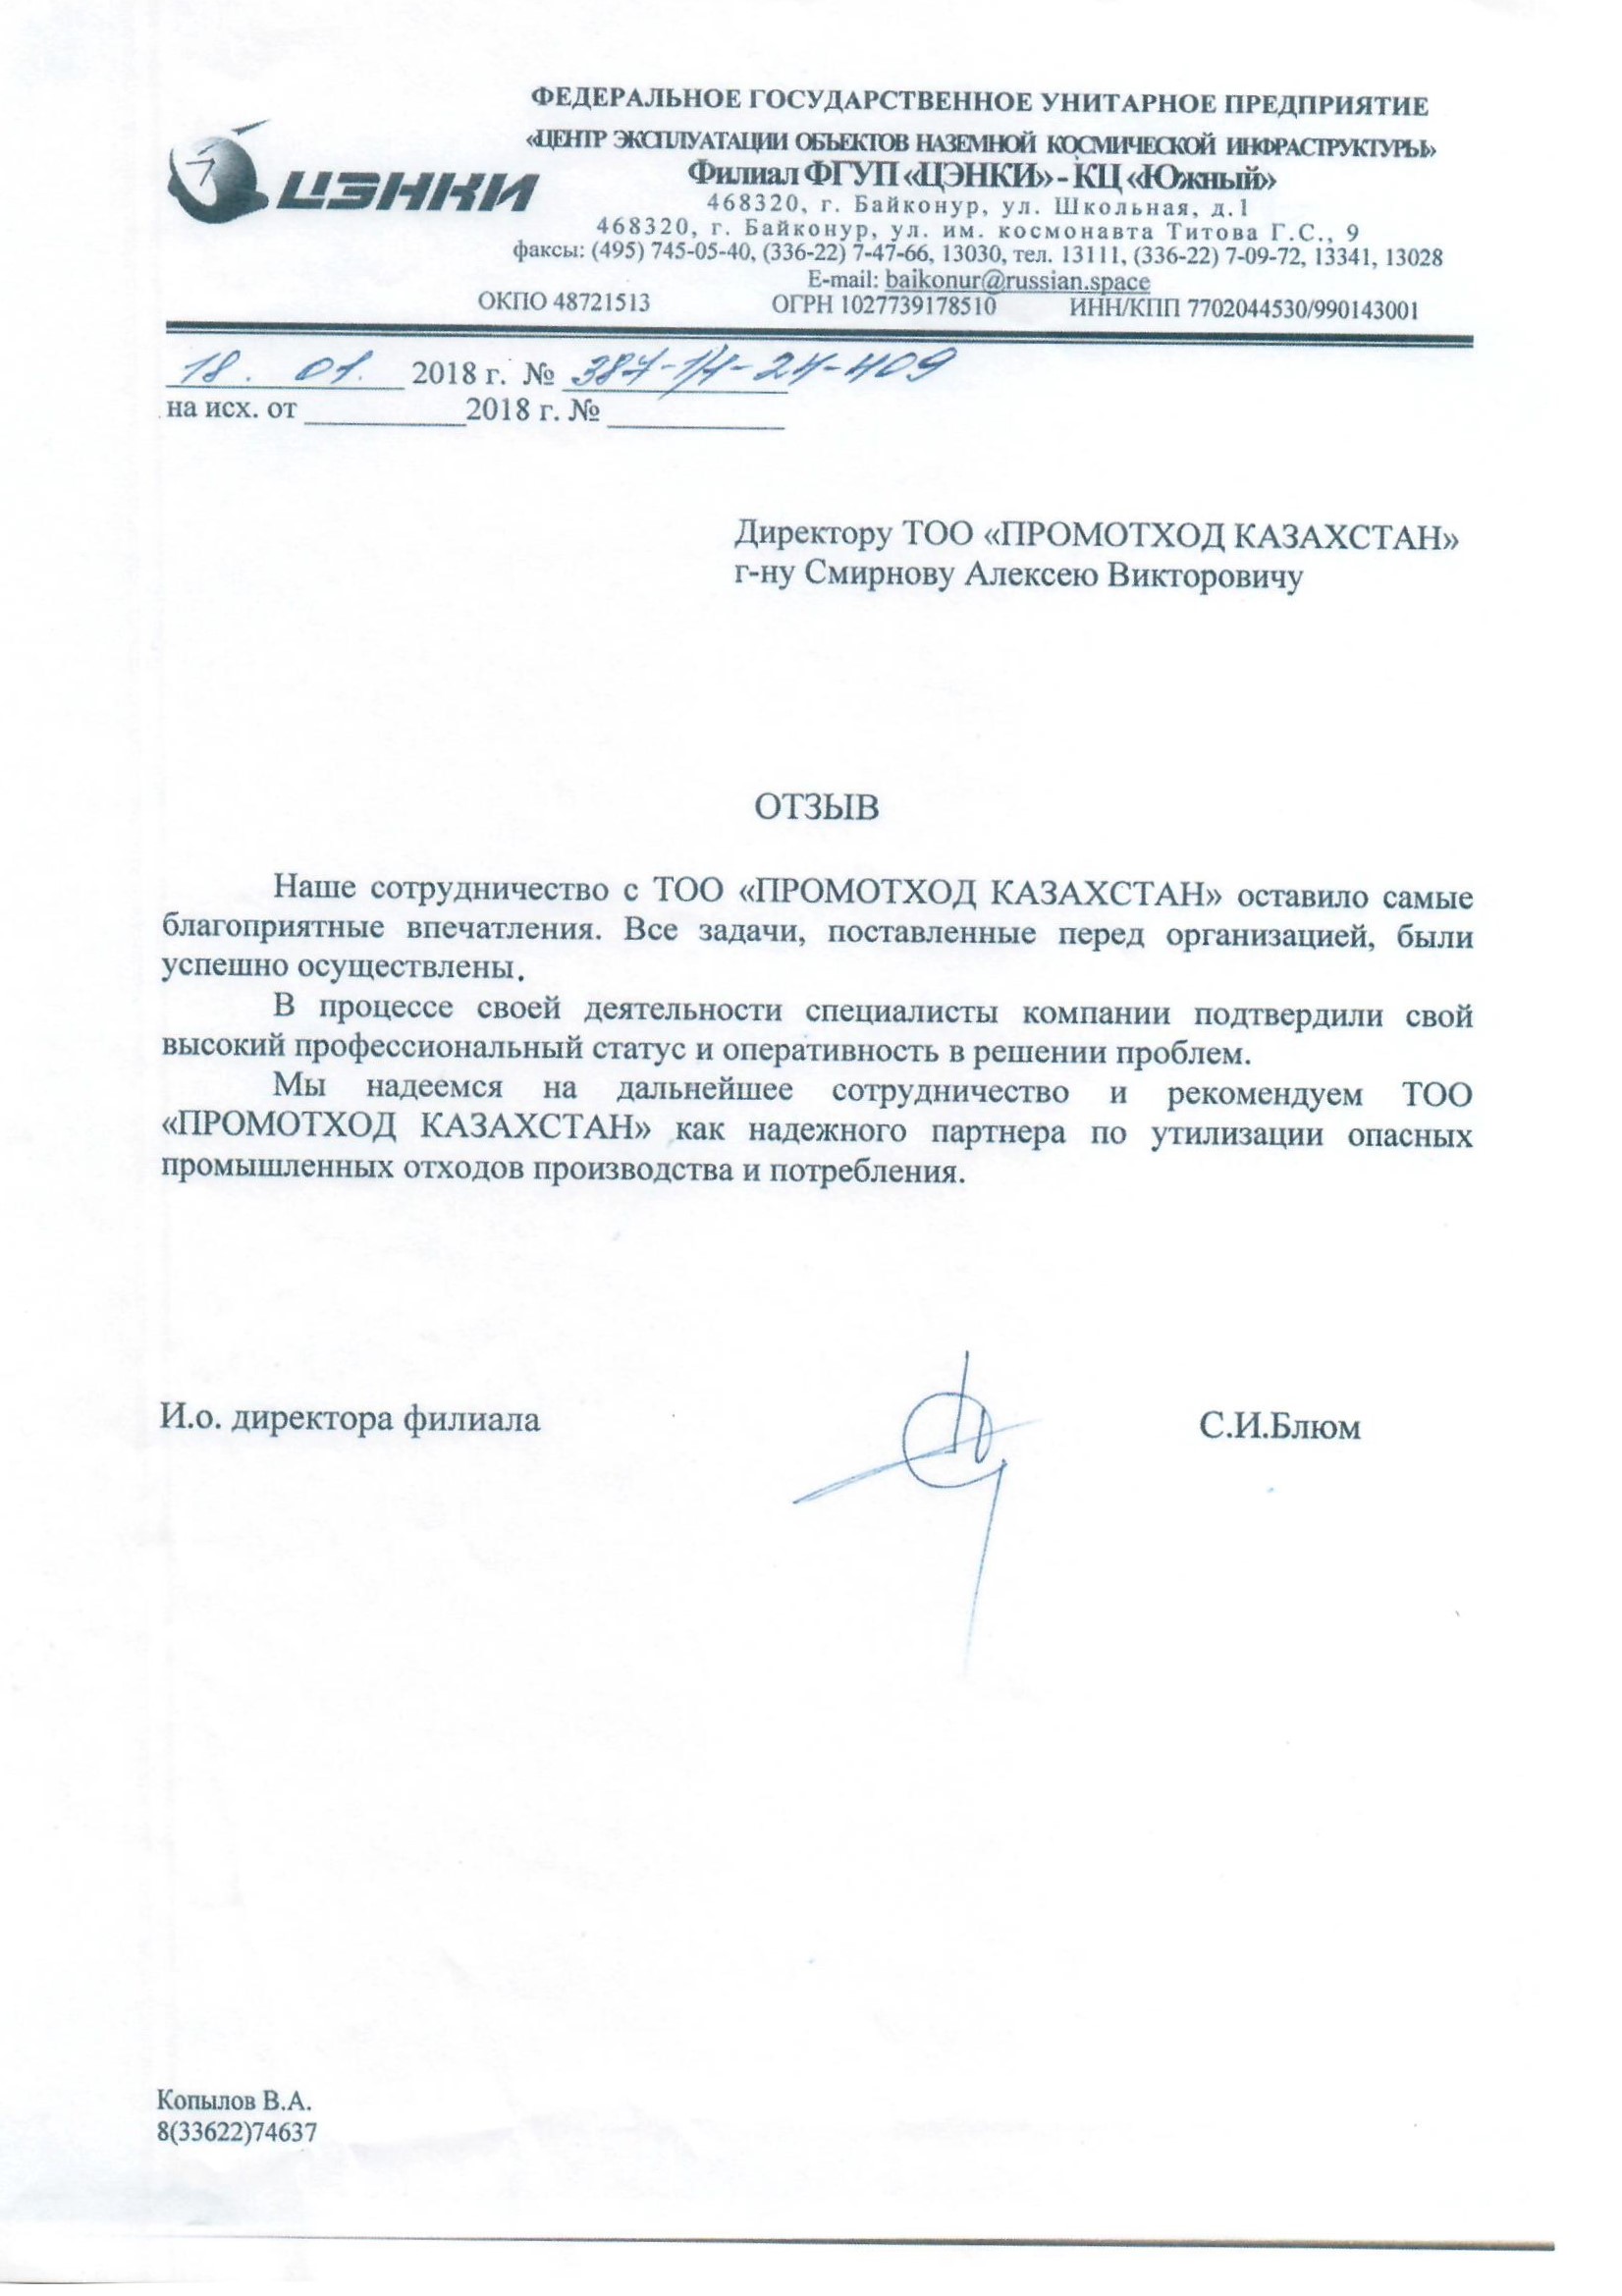 ФЕДЕРАЛЬНОЕ ГОСУДАРСТВЕННОЕ УНИТАРНОЕ ПРЕДПРИЯТИЕ
«ЦЕНТР ЭКСПЛУАТАЦИИ ОБЪЕКТОВ НАЗЕМНОЙ КОСМИЧЕСКОЙ ИНФРАСТРУКТУРЫ»
ЦЭНКИ
Филиал ФГУП «ЦЭНКИ» - КЦ «Южный»
468320, г. Байконур, ул. Школьная, д.1
468320, г. Байконур, ул. им. космонавта Титова Г.С., 9
факсы: (495) 745-05-40, (336-22) 7-47-66, 13030, тел. 13111, (336-22) 7-09-72, 13341, 13028
E-mail: baikonur@russian.space
ОКПО 48721513 ОГРН 1027739178510 ИНН/КПП 7702044530/990143001
18. 01. 2018 г. № 387-1/4-24-409
на исх. от __________2018 г. № ___________
Директору ТОО «ПРОМОТХОД КАЗАХСТАН»
г-ну Смирнову Алексею Викторовичу
ОТЗЫВ
Наше сотрудничество с ТОО «ПРОМОТХОД КАЗАХСТАН» оставило самые
благоприятные впечатления. Все задачи, поставленные перед организацией, были
успешно осуществлены.
В процессе своей деятельности специалисты компании подтвердили свой
высокий профессиональный статус и оперативность в решении проблем.
Мы надеемся на дальнейшее сотрудничество и рекомендуем ТОО
«ПРОМОТХОД КАЗАХСТАН» как надежного партнера по утилизации опасных
промышленных отходов производства и потребления.
И.о. директора филиала С.И.Блюм
Копылов В.А.
8(33622)74637